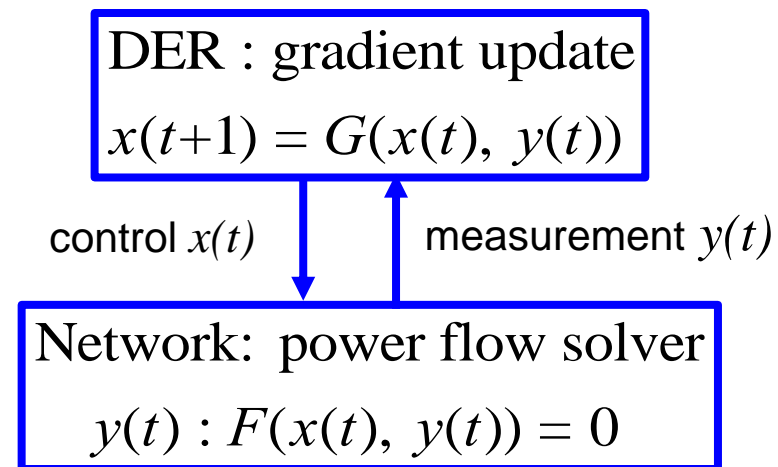 DER : gradient update
x(t+1) = G(x(t), y(t))
control x(t)
measurement y(t)
Network: power flow solver
y(t) : F(x(t), y(t)) = 0